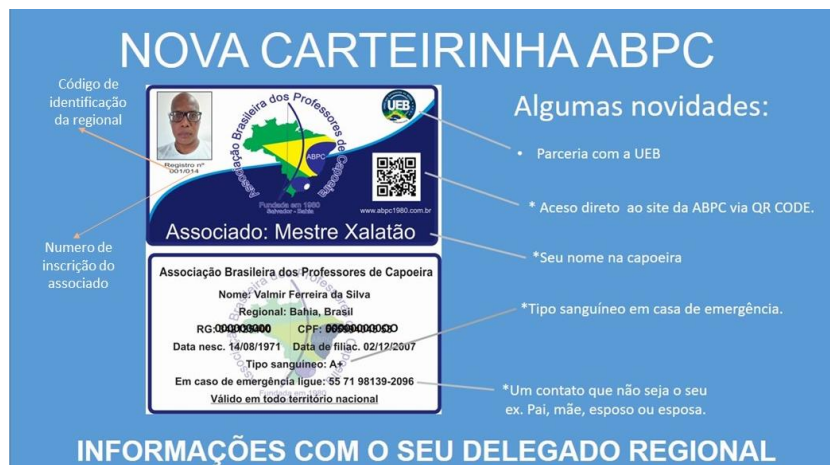 NOVA CARTEIRINHA ABPC
Código de
identificação
da regional
Algumas novidades:
Associação Brasileira dos Professores de Capoeira
UEB
ABPC
Registro nº
001/014
Fundada em 1980
Salvador - Bahia
www.abpc1980.com.br
Associado: Mestre Xalatão
• Parceria com a UEB
* Aceso direto ao site da ABPC via QR CODE.
*Seu nome na capoeira
Numero de
inscrição do
associado
Associação Brasileira dos Professores de Capoeira
Nome: Valmir Ferreira da Silva
Regional: Bahia, Brasil
RG: CPF:
Data nesc. 14/08/1971 Data de filiac. 02/12/2007
Tipo sanguineo: A+
Em caso de emergência ligue: 55 71 98139-2096
Fundada em 1980
Válido em todo território nacional
*Tipo sanguíneo em casa de emergência.
*Um contato que não seja o seu
ex. Pai, mãe, esposo ou esposa.
INFORMAÇÕES COM O SEU DELEGADO REGIONAL